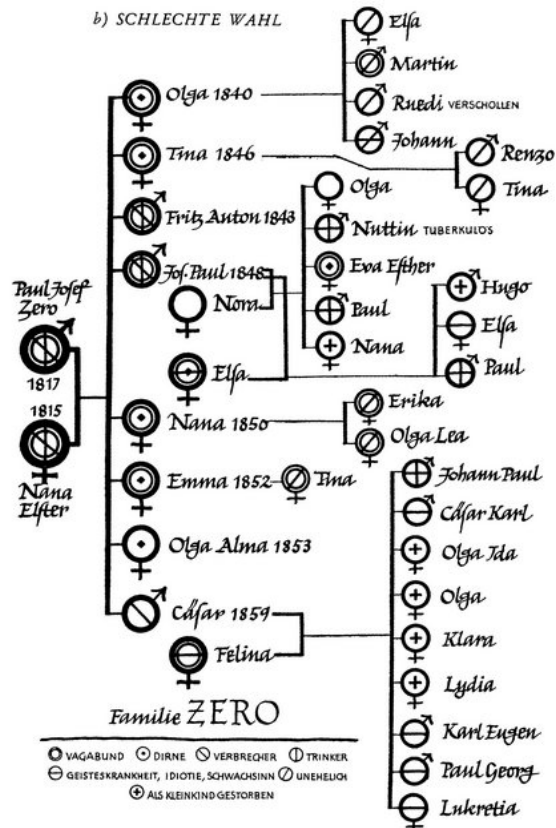 b) SCHLECHTE WAHL
Elsa
Martin
Ruedi VERSCHOLLEN
Johann
Olga 1840
Tina 1846
Renzo
Tina
Fritz Anton 1843
Jos. Paul 1848
Olga
Nuttin TUBERKULÖS
Eva Esther
Paul
Nana
Nora
Elsa
Hugo
Elsa
Paul
Paul Josef
Zero
1817
1815
Nana
Elster
Nana 1850
Erika
Olga Lea
Emma 1852
Tina
Olga Alma 1853
Cäsar 1859
Felina
Johann Paul
Cäsar Karl
Olga Ida
Olga
Klara
Lydia
Karl Eugen
Paul Georg
Lukretia
Familie ZERO
VAGABUND DIRNE VERBRECHER TRINKER
GEISTESKRANKHEIT, IDIOTIE, SCHWACHSINN UNEHELICH
ALS KLEINKIND GESTORBEN